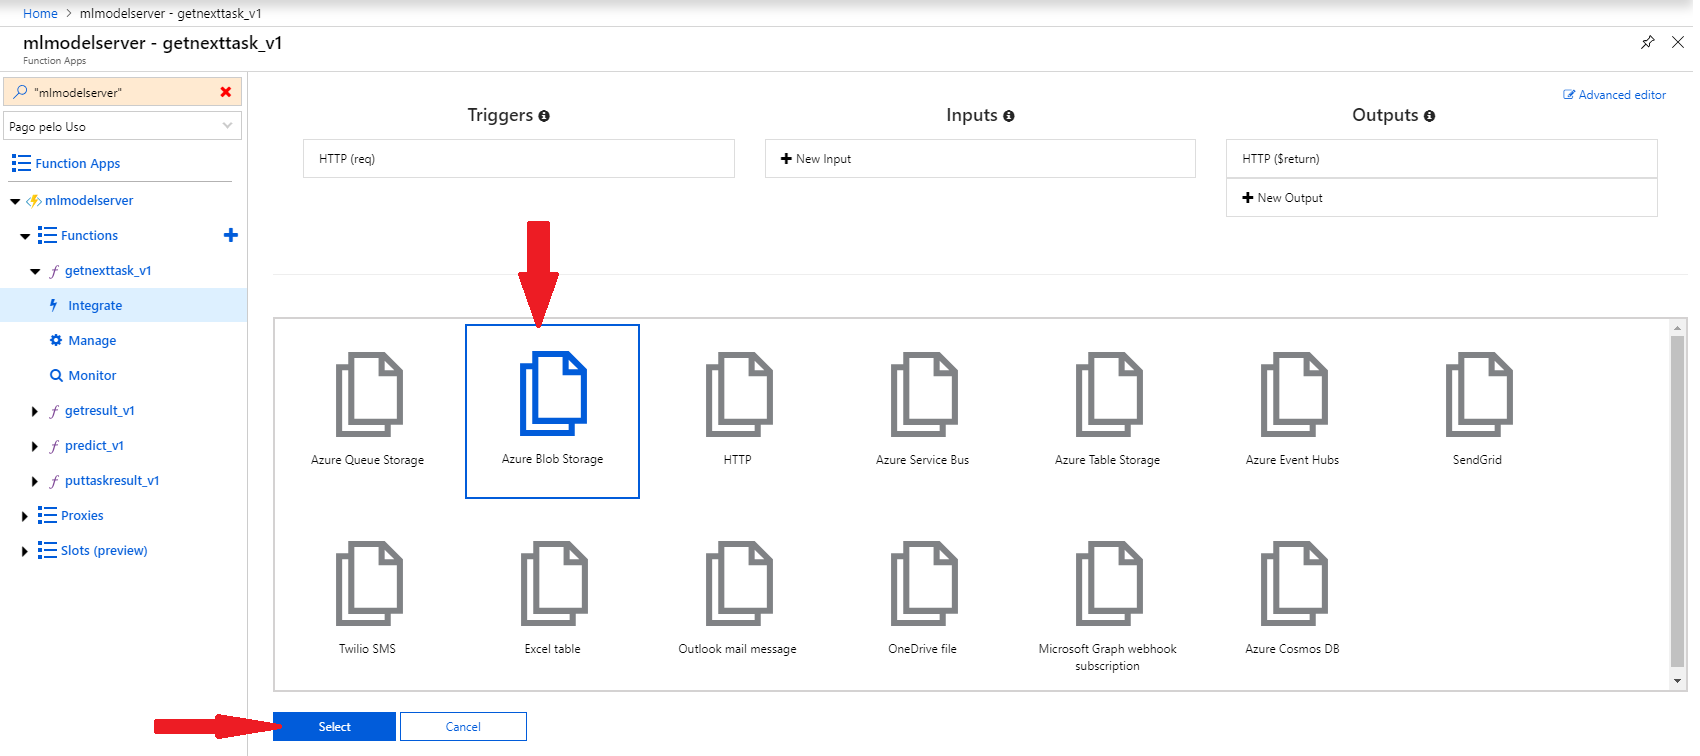 Home > mlmodelserver - getnexttask_v1
mlmodelserver - getnexttask_v1
Function Apps
"mlmodelserver"
Pago pelo Uso
Function Apps
mlmodelserver
Functions
getnexttask_v1
Integrate
Manage
Monitor
getresult_v1
predict_v1
puttaskresult_v1
Proxies
Slots (preview)
Advanced editor
Triggers
HTTP (req)
Inputs
New Input
Outputs
HTTP ($return)
New Output
Azure Queue Storage
Azure Blob Storage
HTTP
Azure Service Bus
Azure Table Storage
Azure Event Hubs
SendGrid
Twilio SMS
Excel table
Outlook mail message
OneDrive file
Microsoft Graph webhook
subscription
Azure Cosmos DB
Select
Cancel